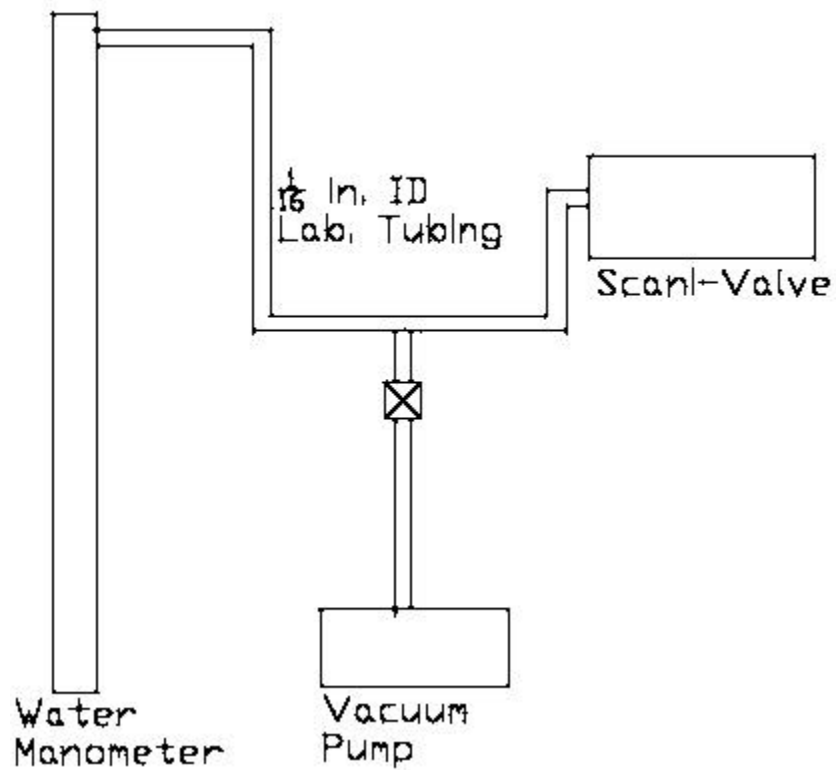 1/16 In. ID
Lab. Tubing
Scani-Valve
Water
Manometer
Vacuum
Pump